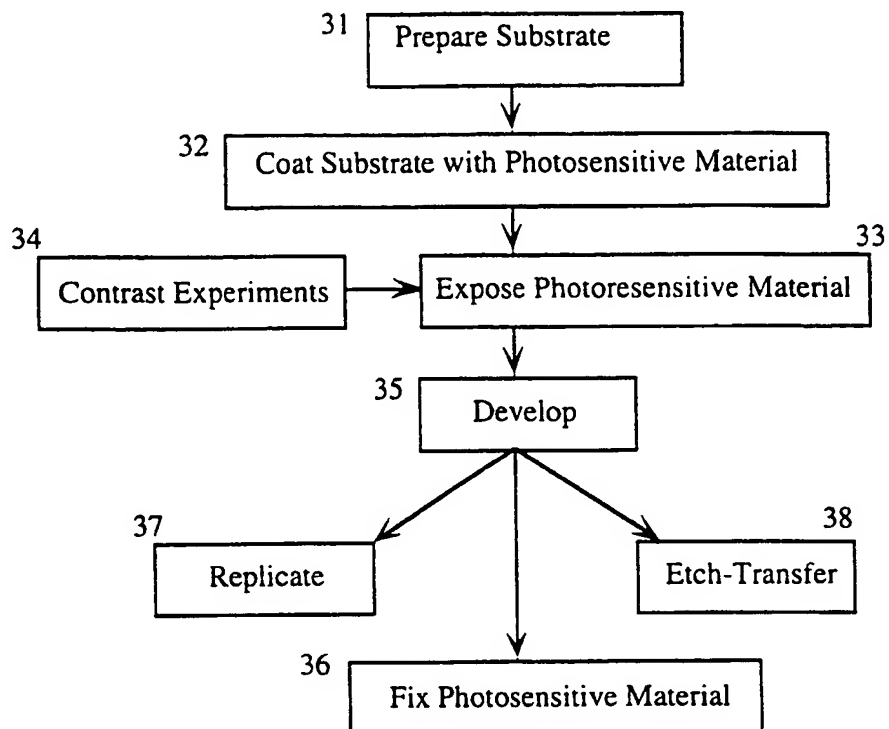 31
Prepare Substrate
32
Coat Substrate with Photosensitive Material
34
33
Contrast Experiments
Expose Photoresensitive Material
35
Develop
37
38
Replicate
Etch-Transfer
36
Fix Photosensitive Material